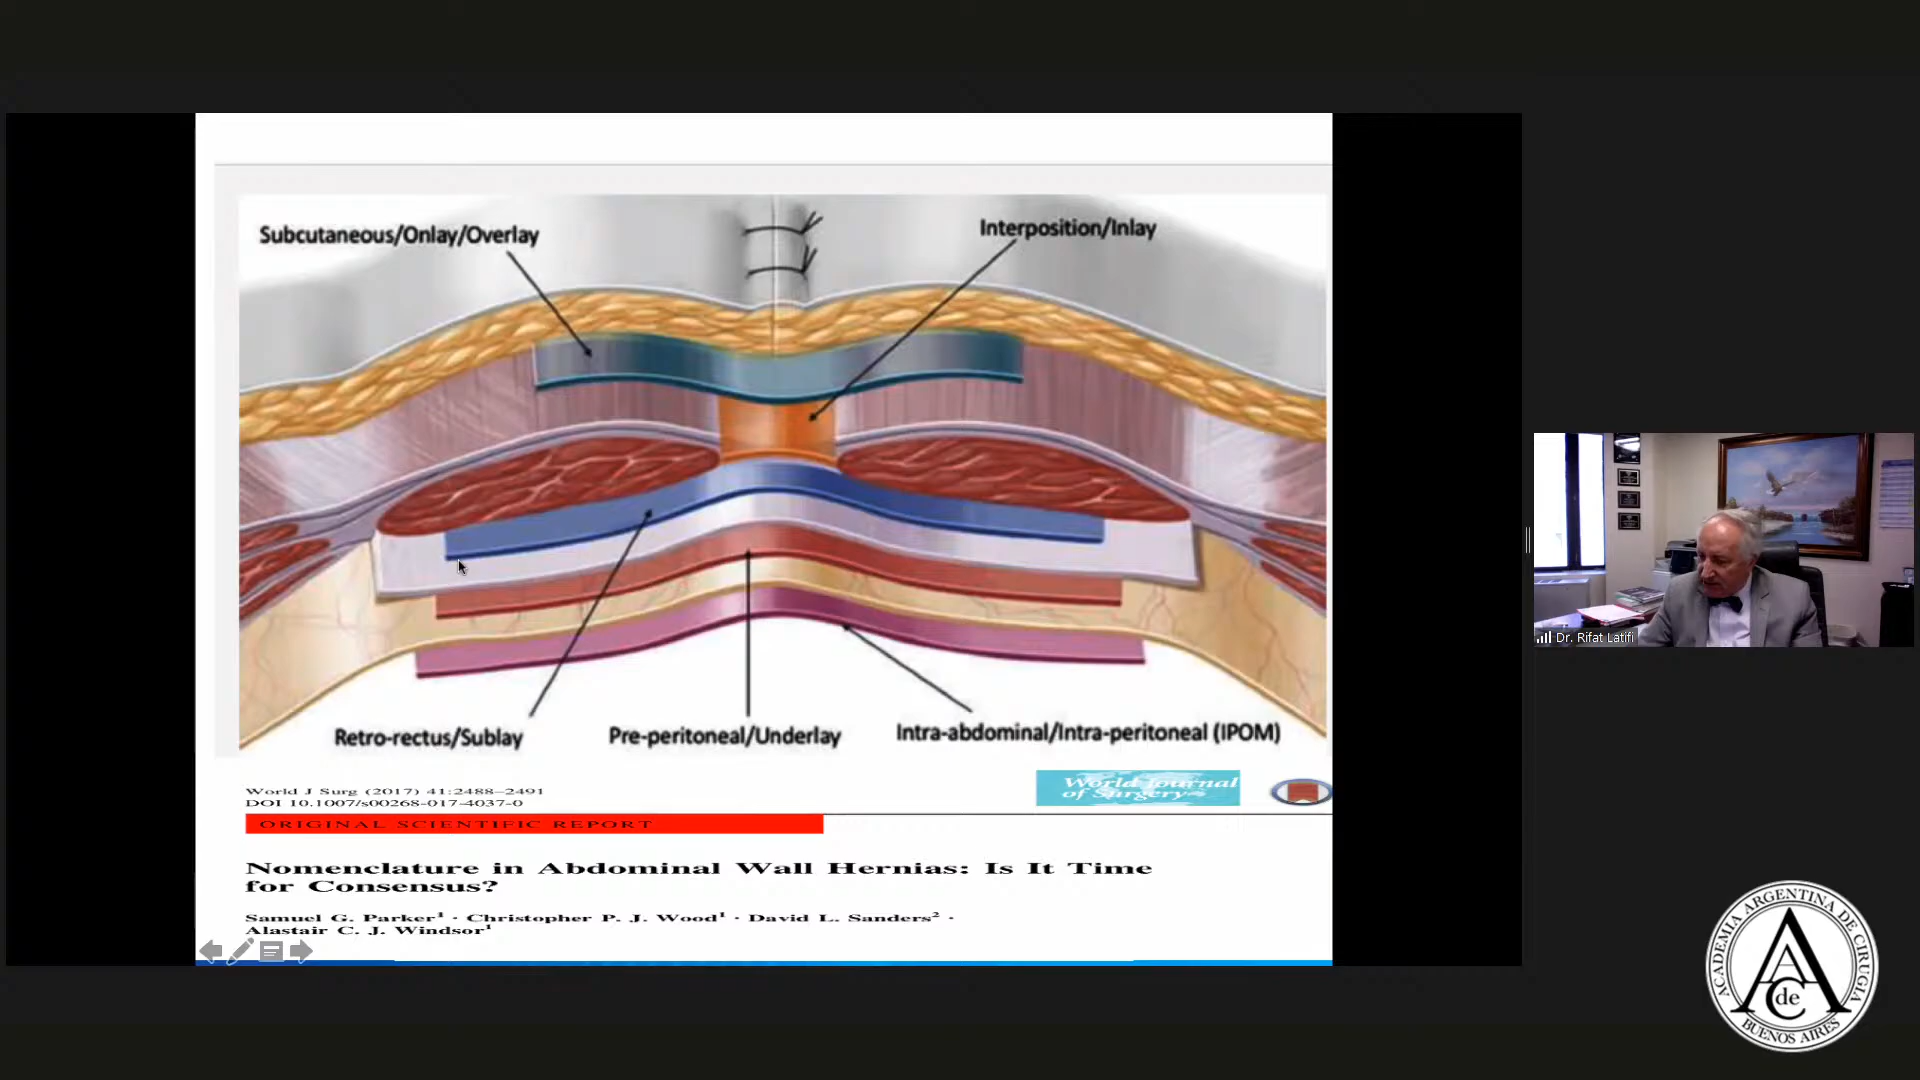 Subcutaneous/Onlay/Overlay
Interposition/Inlay
Retro-rectus/Sublay
Pre-peritoneal/Underlay
Intra-abdominal/Intra-peritoneal (IPOM)
World J Surg (2017) 41:2488–2491
DOI 10.1007/s00268-017-4037-0
World Journal
of Surgery
ORIGINAL SCIENTIFIC REPORT
Nomenclature in Abdominal Wall Hernias: Is It Time
for Consensus?
Samuel G. Parker¹ · Christopher P. J. Wood¹ · David L. Sanders² ·
Alastair C. J. Windsor¹
Dr. Rifat Latifi
ACADEMIA ARGENTINA DE CIRUGIA
AAC
de
BUENOS AIRES